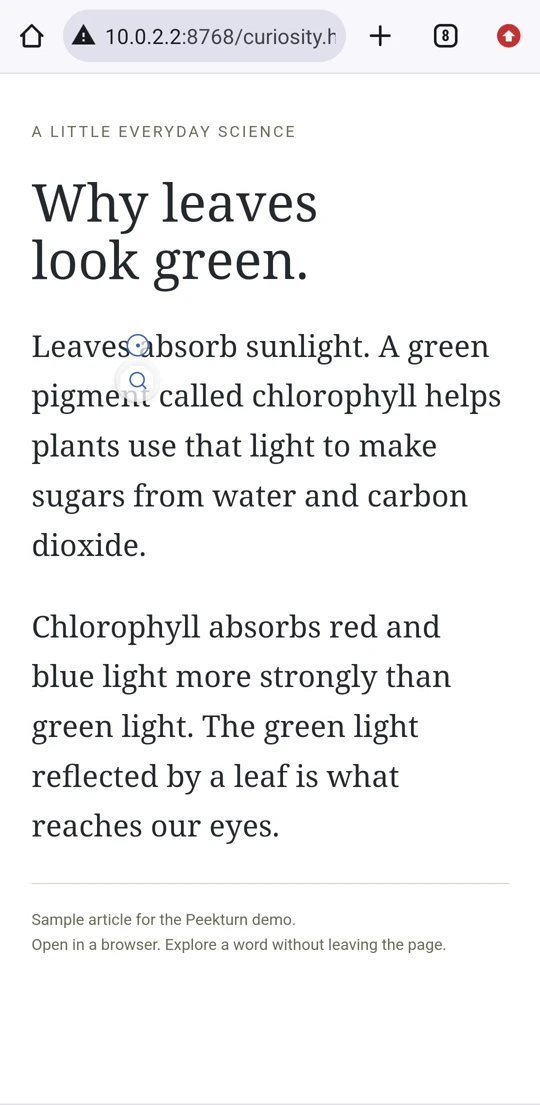 10.0.2.2:8768/curiosity.h
8
A LITTLE EVERYDAY SCIENCE
Why leaves
look green.
Leaves absorb sunlight. A green
pigment called chlorophyll helps
plants use that light to make
sugars from water and carbon
dioxide.
Chlorophyll absorbs red and
blue light more strongly than
green light. The green light
reflected by a leaf is what
reaches our eyes.
Sample article for the Peekturn demo.
Open in a browser. Explore a word without leaving the page.